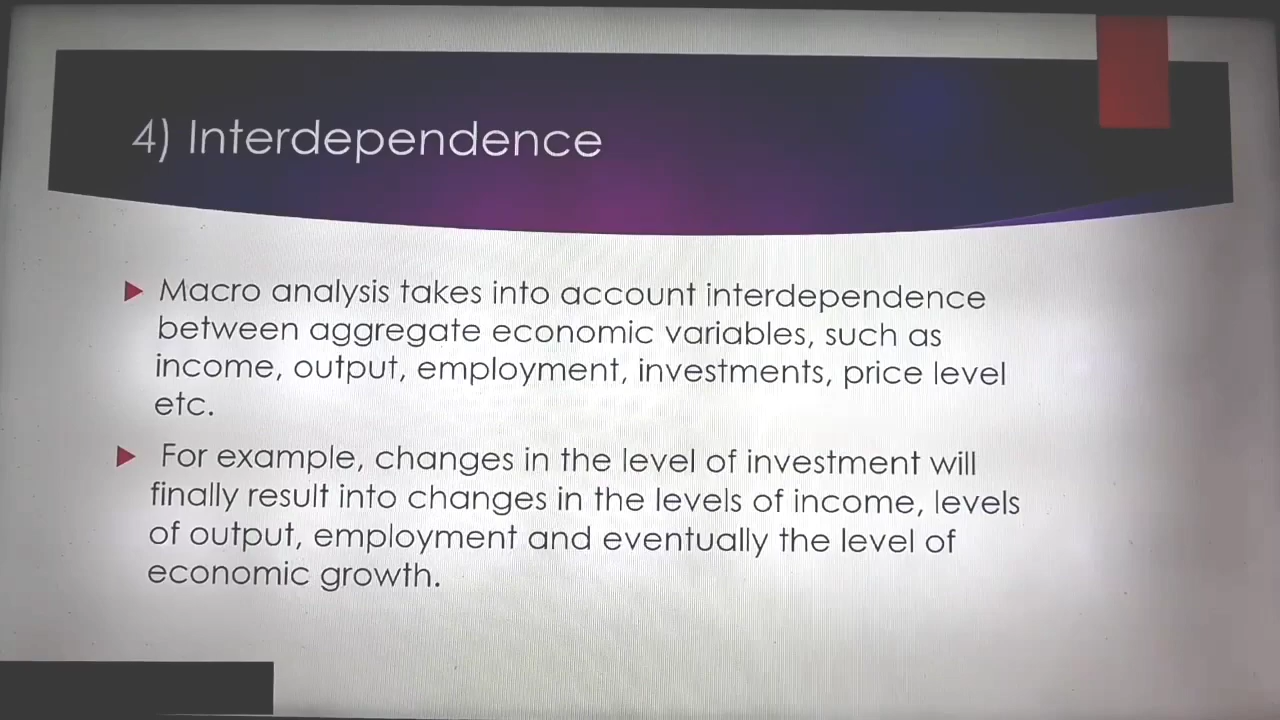 4) Interdependence
Macro analysis takes into account interdependence
between aggregate economic variables, such as
income, output, employment, investments, price level
etc.
For example, changes in the level of investment will
finally result into changes in the levels of income, levels
of output, employment and eventually the level of
economic growth.